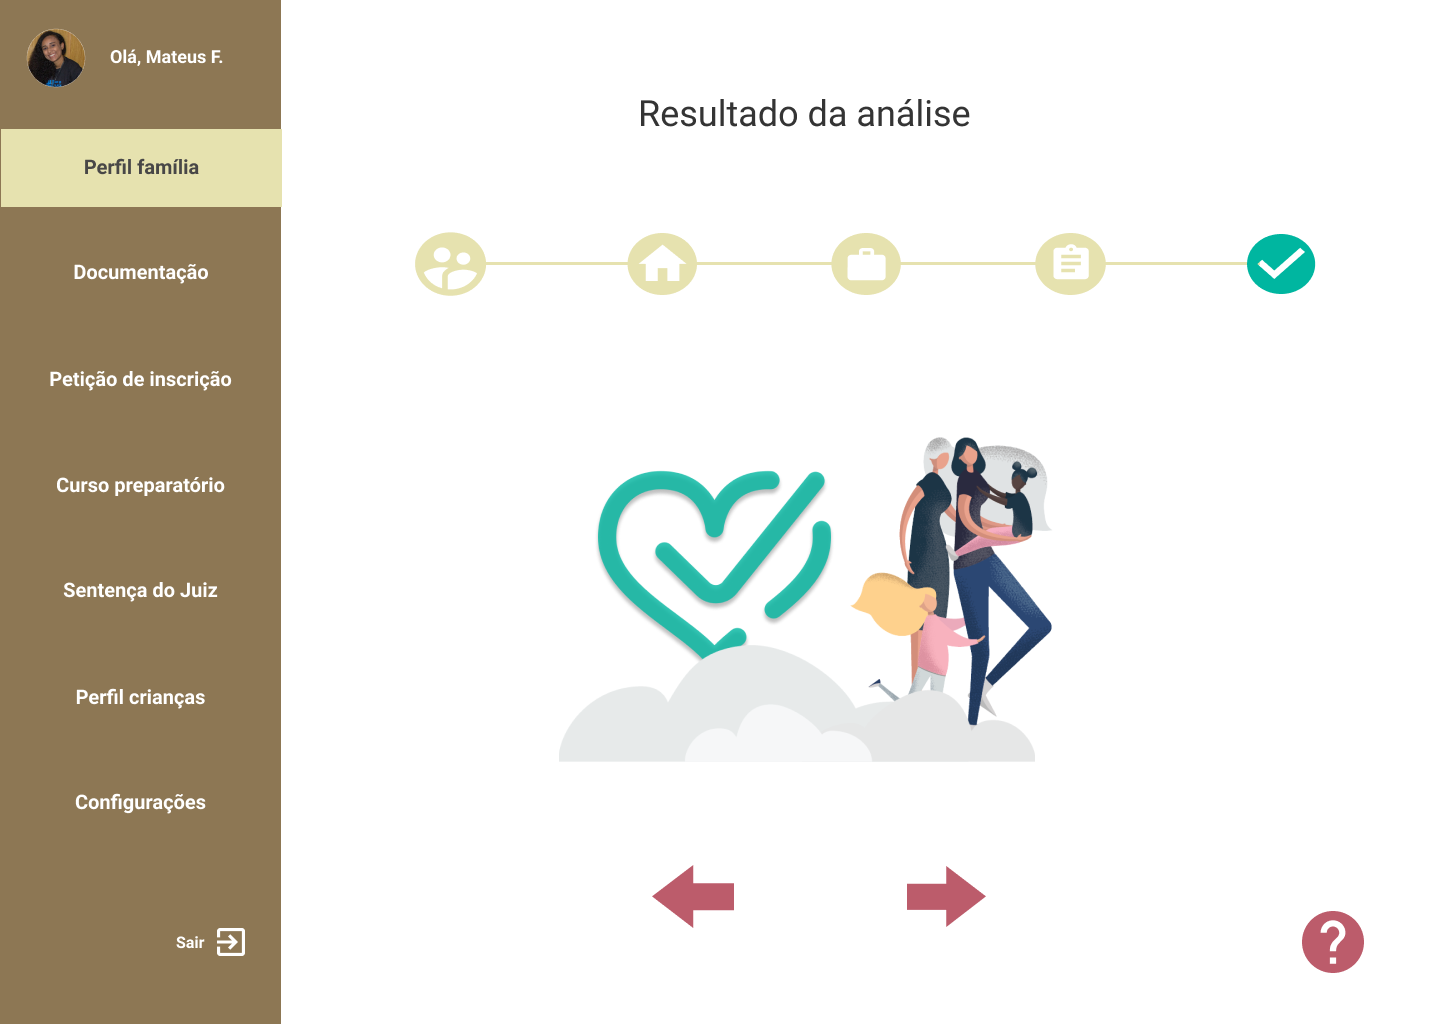 Olá, Mateus F.
Perfil família
Documentação
Petição de inscrição
Curso preparatório
Sentença do Juiz
Perfil crianças
Configurações
Sair
Resultado da análise
?